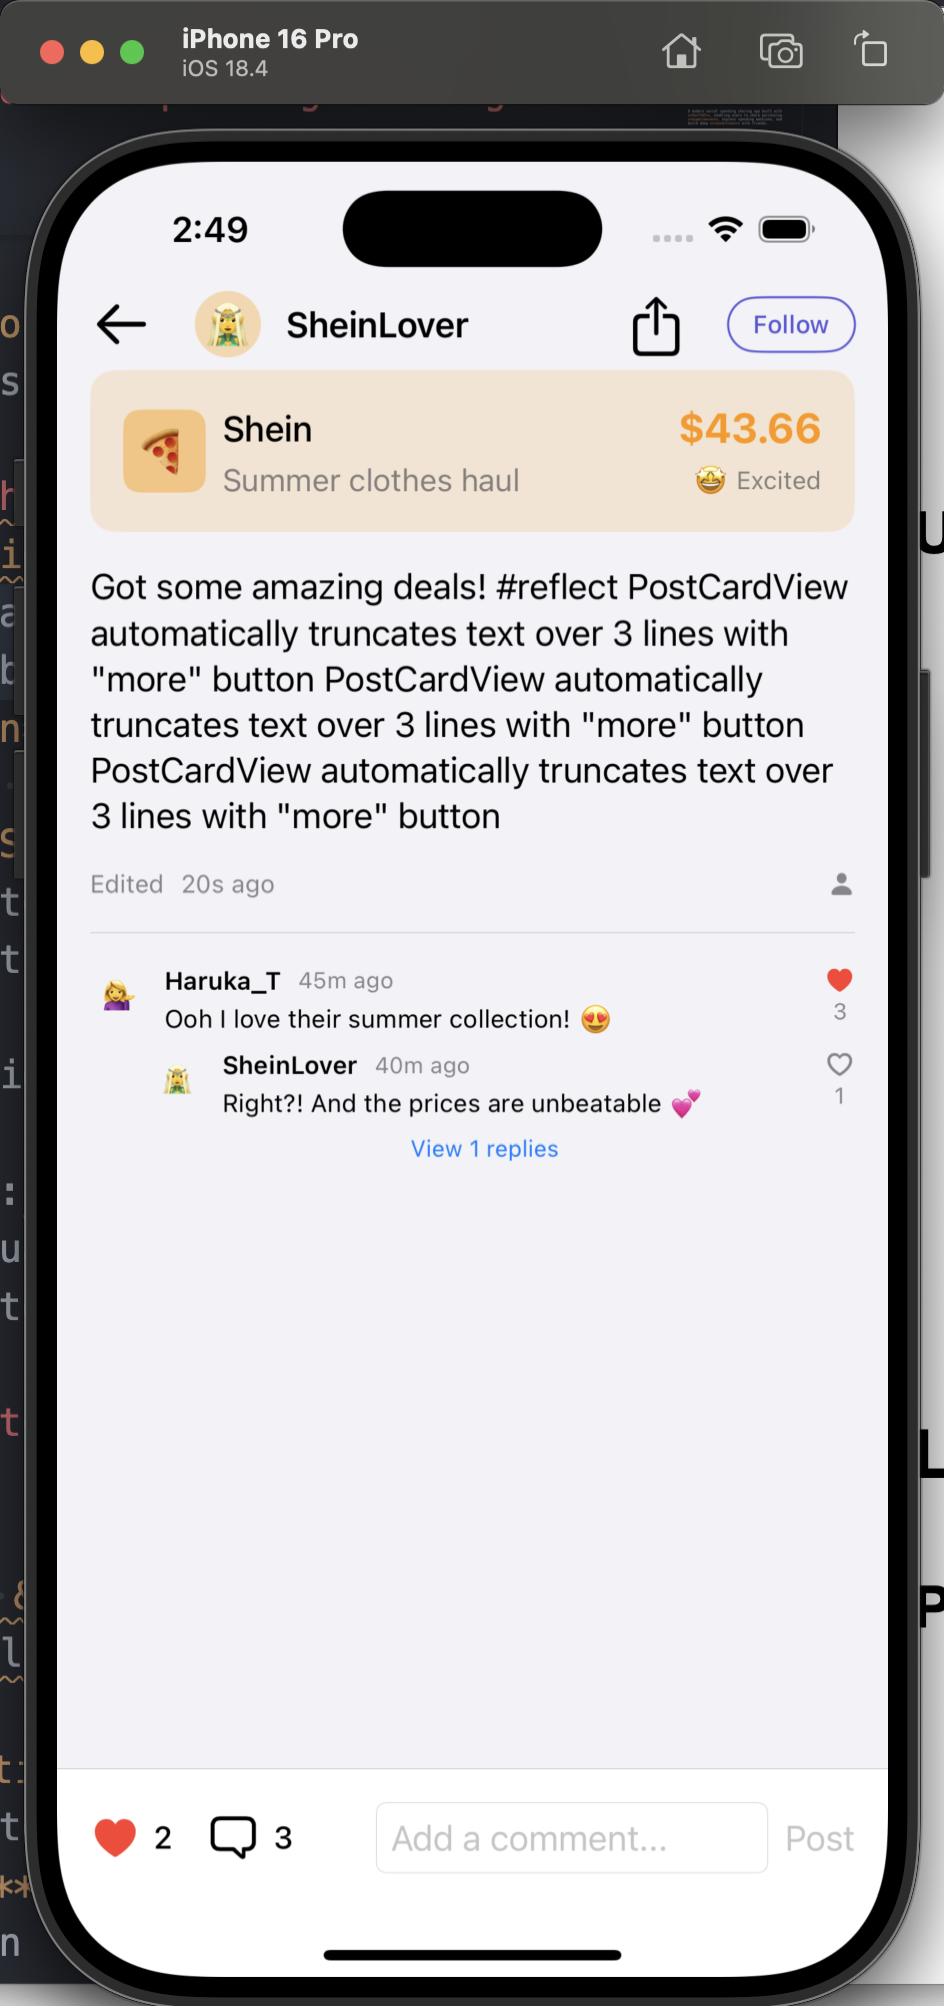 iPhone 16 Pro
iOS 18.4
2:49
SheinLover
Follow
Shein
$43.66
Summer clothes haul
🤩 Excited
Got some amazing deals! #reflect PostCardView
automatically truncates text over 3 lines with
"more" button PostCardView automatically
truncates text over 3 lines with "more" button
PostCardView automatically truncates text over
3 lines with "more" button
Edited 20s ago
Haruka_T 45m ago
Ooh I love their summer collection! 😍
3
SheinLover 40m ago
Right?! And the prices are unbeatable 💕
1
View 1 replies
2
3
Add a comment...
Post